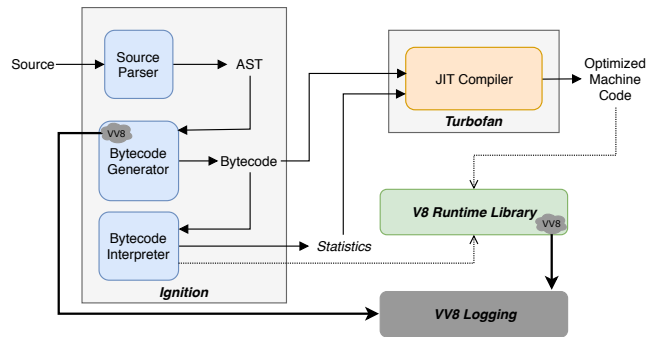 Source
Source
Parser
AST
JIT Compiler
Optimized
Machine
Code
Turbofan
VV8
Bytecode
Generator
Bytecode
V8 Runtime Library
VV8
Bytecode
Interpreter
Statistics
Ignition
VV8 Logging